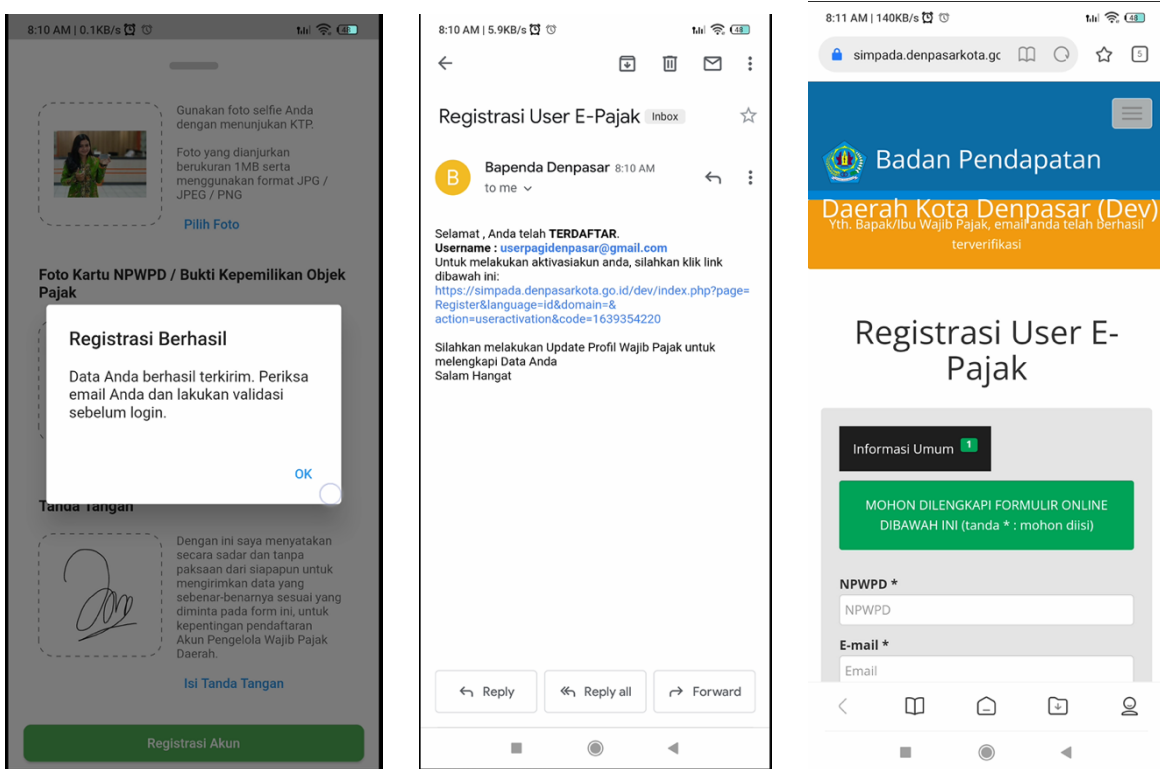 8:10 AM | 0.1KB/s
48
Gunakan foto selfie Anda
dengan menunjukan KTP.
Foto yang dianjurkan
berukuran 1MB serta
menggunakan format JPG /
JPEG / PNG
Pilih Foto
Foto Kartu NPWPD / Bukti Kepemilikan Objek
Pajak
Registrasi Berhasil
Data Anda berhasil terkirim. Periksa
email Anda dan lakukan validasi
sebelum login.
OK
Tanda Tangan
Dengan ini saya menyatakan
secara sadar dan tanpa
paksaan dari siapapun untuk
mengirimkan data yang
sebenar-benarnya sesuai yang
diminta pada form ini, untuk
kepentingan pendaftaran
Akun Pengelola Wajib Pajak
Daerah.
Isi Tanda Tangan
Registrasi Akun
8:10 AM | 5.9KB/s
48
Registrasi User E-Pajak Inbox
B
Bapenda Denpasar 8:10 AM
to me
Selamat , Anda telah TERDAFTAR.
Username : userpagidenpasar@gmail.com
Untuk melakukan aktivasiakun anda, silahkan klik link
dibawah ini:
https://simpada.denpasarkota.go.id/dev/index.php?page=
Register&language=id&domain=&
action=useractivation&code=1639354220
Silahkan melakukan Update Profil Wajib Pajak untuk
melengkapi Data Anda
Salam Hangat
Reply
Reply all
Forward
8:11 AM | 140KB/s
48
simpada.denpasarkota.gc
5
Badan Pendapatan
Daerah Kota Denpasar (Dev)
Yth. Bapak/Ibu Wajib Pajak, email anda telah berhasil
terverifikasi
Registrasi User E-
Pajak
Informasi Umum 1
MOHON DILENGKAPI FORMULIR ONLINE
DIBAWAH INI (tanda * : mohon diisi)
NPWPD *
NPWPD
E-mail *
Email